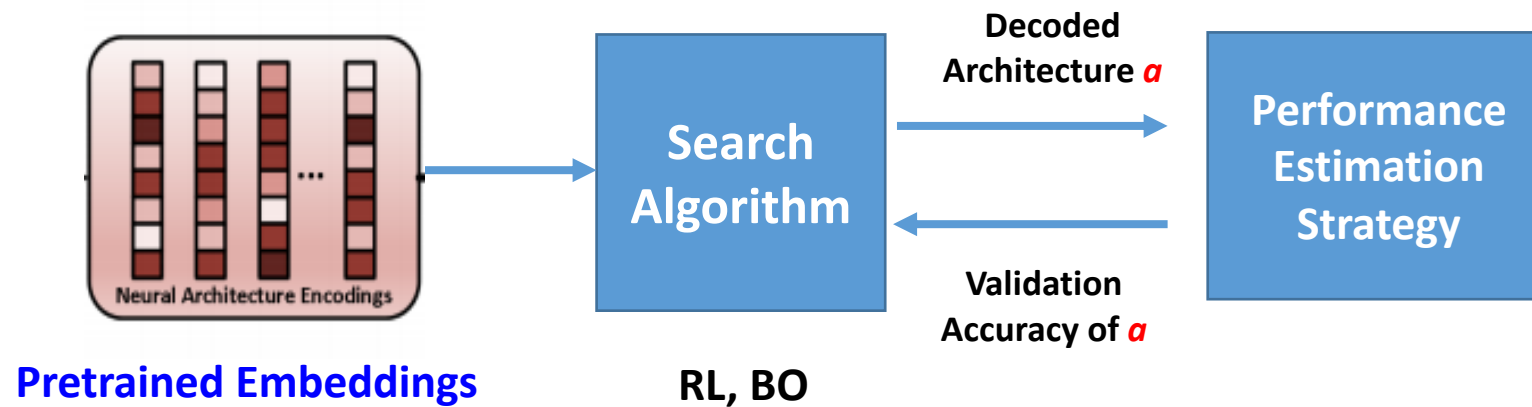 Neural Architecture Encodings
Pretrained Embeddings
Search
Algorithm
RL, BO
Decoded
Architecture a
Validation
Accuracy of a
Performance
Estimation
Strategy